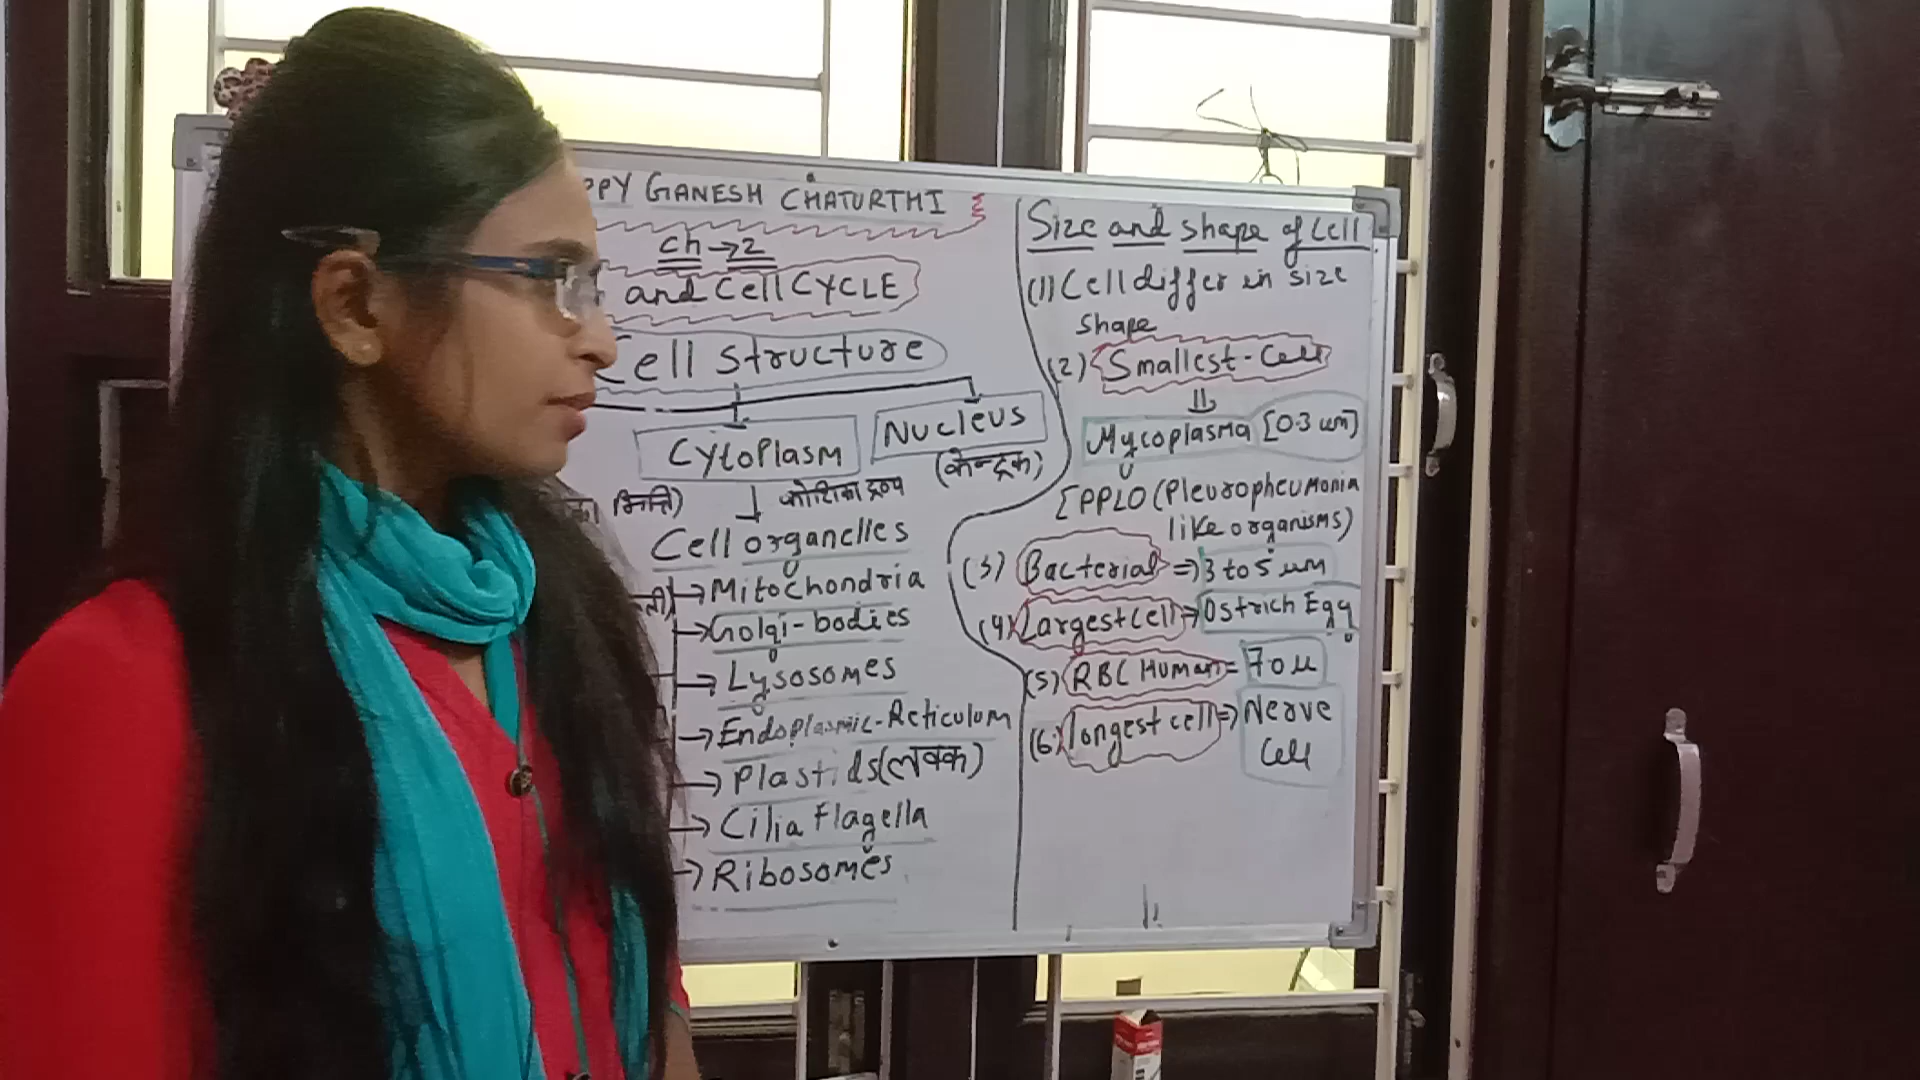 PPY GANESH CHATURTHI
Ch → 2
and Cell CYCLE
Cell Structure
Cytoplasm
Nucleus
कोशिका द्रव्य
(केन्द्रक)
का भित्ति)
Cell organelles
→ Mitochondria
→ Golgi-bodies
→ Lysosomes
→ Endoplasmic-Reticulum
→ Plastids (लवक)
→ Cilia Flagella
→ Ribosomes
Size and shape of Cell
(1) Cell differ in size
shape
(2) Smallest-Cell
Mycoplasma [0.3 um]
[PPLO (Pleuropheumonia
like organisms)
(3) Bacterial ⇒ 3 to 5 um
(4) Largest Cell → Ostrich Egg
(5) RBC Human = 70 u
(6) longest cell ⇒ Nerve
Cell